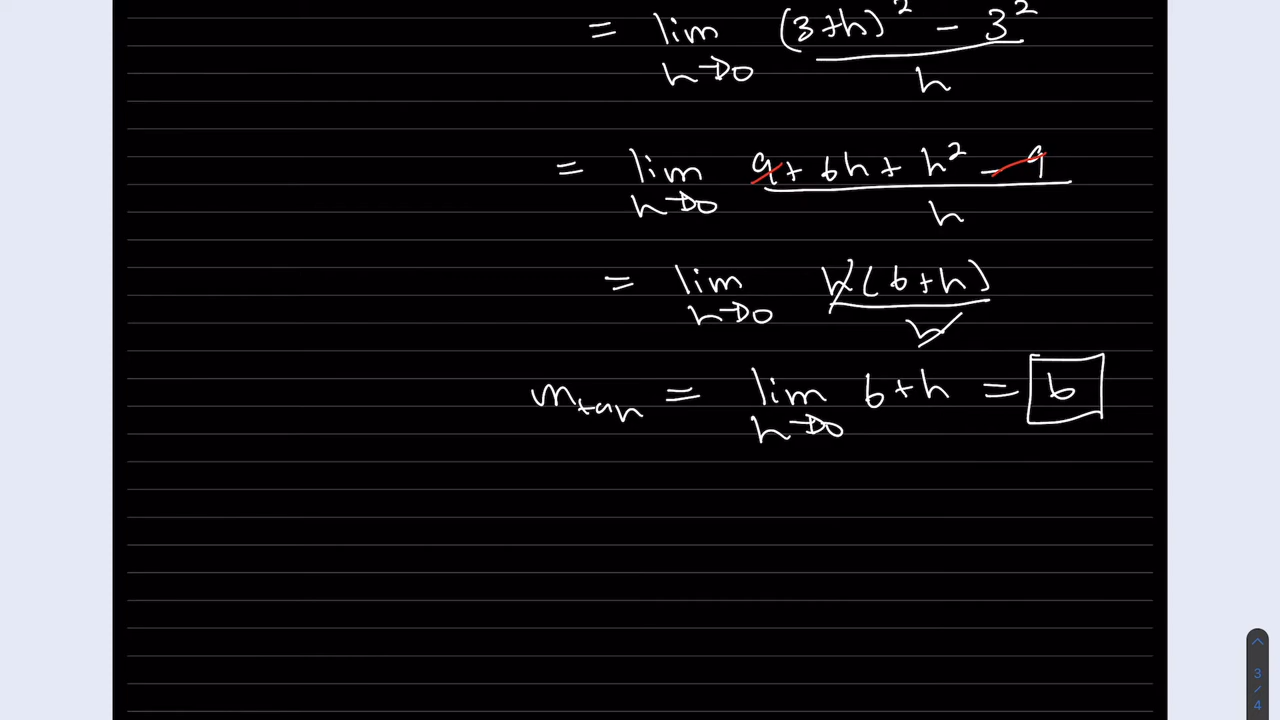 = lim h→0 (3+h)² - 3² / h
= lim h→0 9 + 6h + h² - 9 / h
= lim h→0 h(6+h) / h
m_tan = lim h→0 6+h = 6
3 / 4